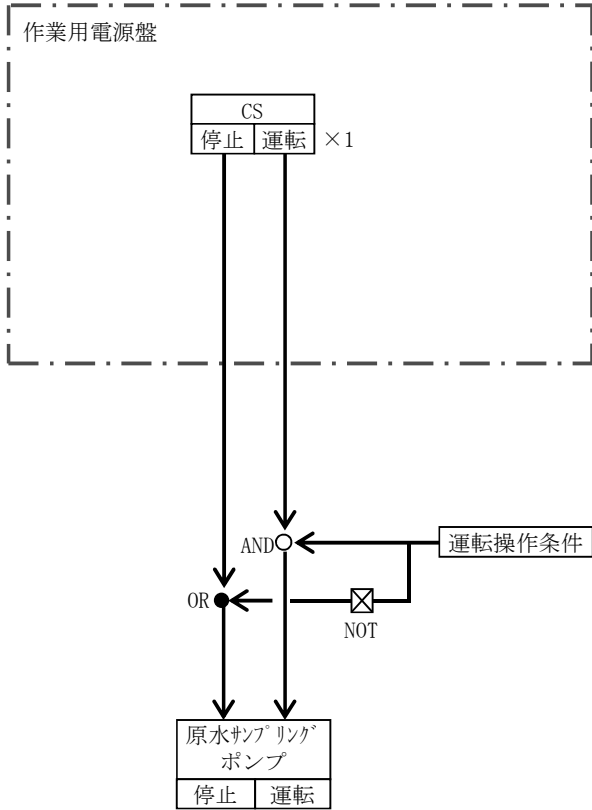 作業用電源盤
CS
停止 運転 ×1
AND
運転操作条件
OR
NOT
原水ｻﾝﾌﾟﾘﾝｸﾞ
ポンプ
停止 運転